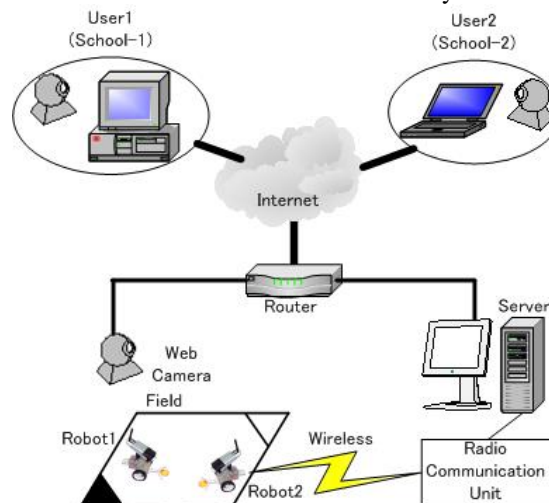 User1
(School-1)
User2
(School-2)
Internet
Router
Server
Web
Camera
Field
Robot1
Wireless
Robot2
Radio
Communication
Unit